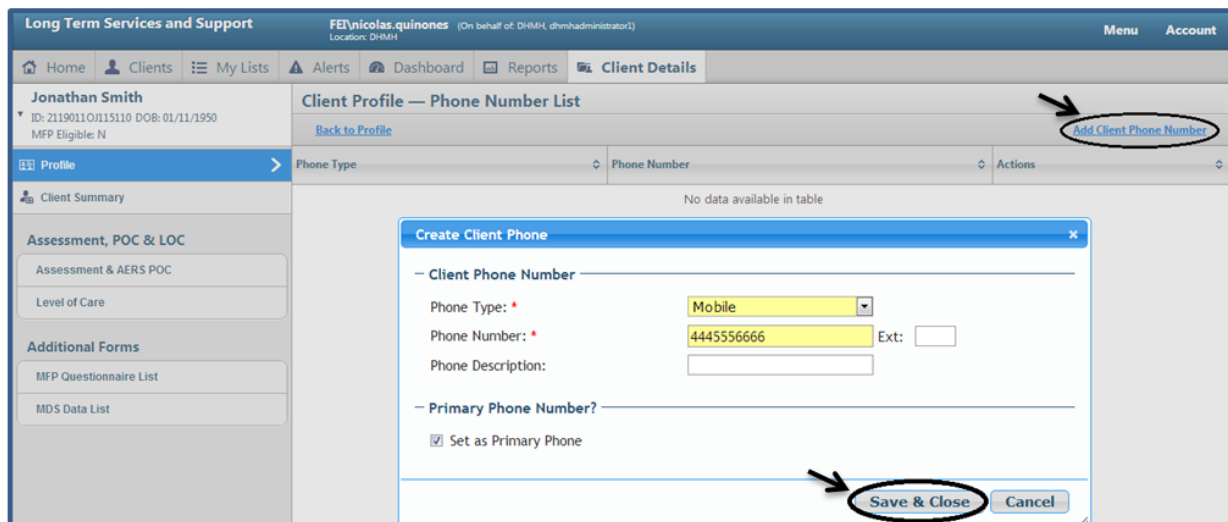 Long Term Services and Support
FEI\nicolas.quinones (On behalf of: DHMH, dhmhadministrator1)
Location: DHMH
Menu Account
Home Clients My Lists Alerts Dashboard Reports Client Details
Jonathan Smith
ID: 2119011OJ115110 DOB: 01/11/1950
MFP Eligible: N
Profile
Client Summary
Assessment, POC & LOC
Assessment & AERS POC
Level of Care
Additional Forms
MFP Questionnaire List
MDS Data List
Client Profile — Phone Number List
Back to Profile Add Client Phone Number
Phone Type Phone Number Actions
No data available in table
Create Client Phone
Client Phone Number
Phone Type: * Mobile
Phone Number: * 4445556666 Ext:
Phone Description:
Primary Phone Number?
Set as Primary Phone
Save & Close Cancel